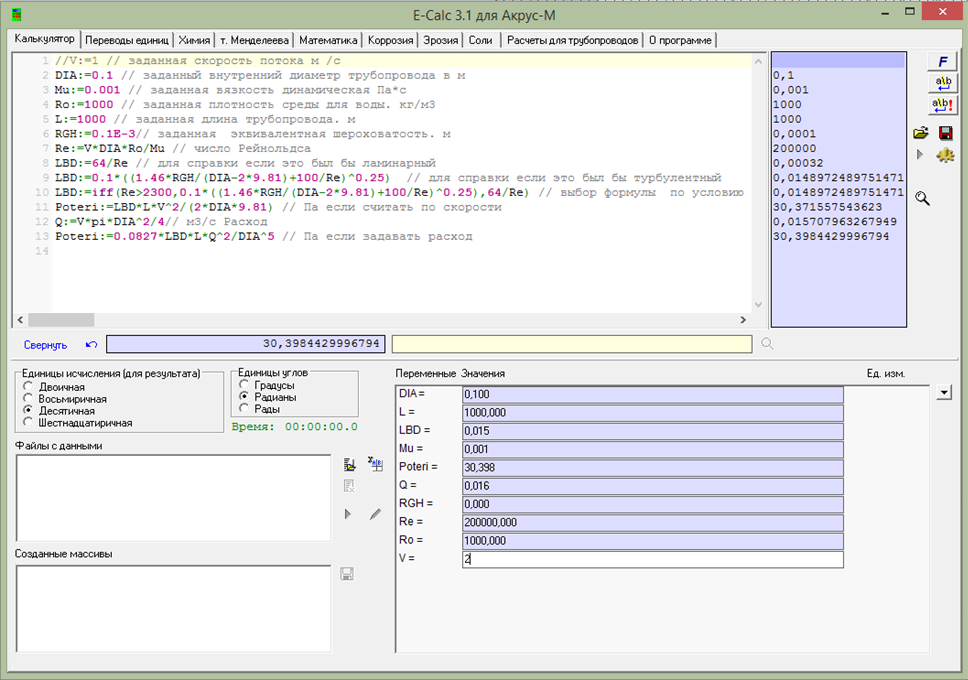 E-Calc 3.1 для Акрус-М
Калькулятор Переводы единиц Химия т. Менделеева Математика Коррозия Эрозия Соли Расчеты для трубопроводов О программе
1 //V:=1 // заданная скорость потока м /с
2 DIA:=0.1 // заданный внутренний диаметр трубопровода в м
3 Mu:=0.001 // заданная вязкость динамическая Па*с
4 Ro:=1000 // заданная плотность среды для воды. кг/м3
5 L:=1000 // заданная длина трубопровода. м
6 RGH:=0.1E-3// заданная  эквивалентная шероховатость. м
7 Re:=V*DIA*Ro/Mu // число Рейнольдса
8 LBD:=64/Re // для справки если это был бы ламинарный
9 LBD:=0.1*((1.46*RGH/(DIA-2*9.81)+100/Re)^0.25)  // для справки если это был бы турбулентный
10 LBD:=iff(Re>2300,0.1*((1.46*RGH/(DIA-2*9.81)+100/Re)^0.25),64/Re) // выбор формулы  по условию
11 Poteri:=LBD*L*V^2/(2*DIA*9.81) // Па если считать по скорости
12 Q:=V*pi*DIA^2/4// м3/с Расход
13 Poteri:=0.0827*LBD*L*Q^2/DIA^5 // Па если задавать расход
14
0,1
0,001
1000
1000
0,0001
200000
0,00032
0,0148972489751471
0,0148972489751471
30,371557543623
0,015707963267949
30,3984429996794
F
a\b
a\b!
Свернуть 30,3984429996794
Единицы исчисления (для результата)
Двоичная
Восьмиричная
Десятичная
Шестнадцатиричная
Единицы углов
Градусы
Радианы
Рады
Время: 00:00:00.0
Файлы с данными
Созданные массивы
Переменные Значения Ед. изм.
DIA = 0,100
L = 1000,000
LBD = 0,015
Mu = 0,001
Poteri = 30,398
Q = 0,016
RGH = 0,000
Re = 200000,000
Ro = 1000,000
V = 2